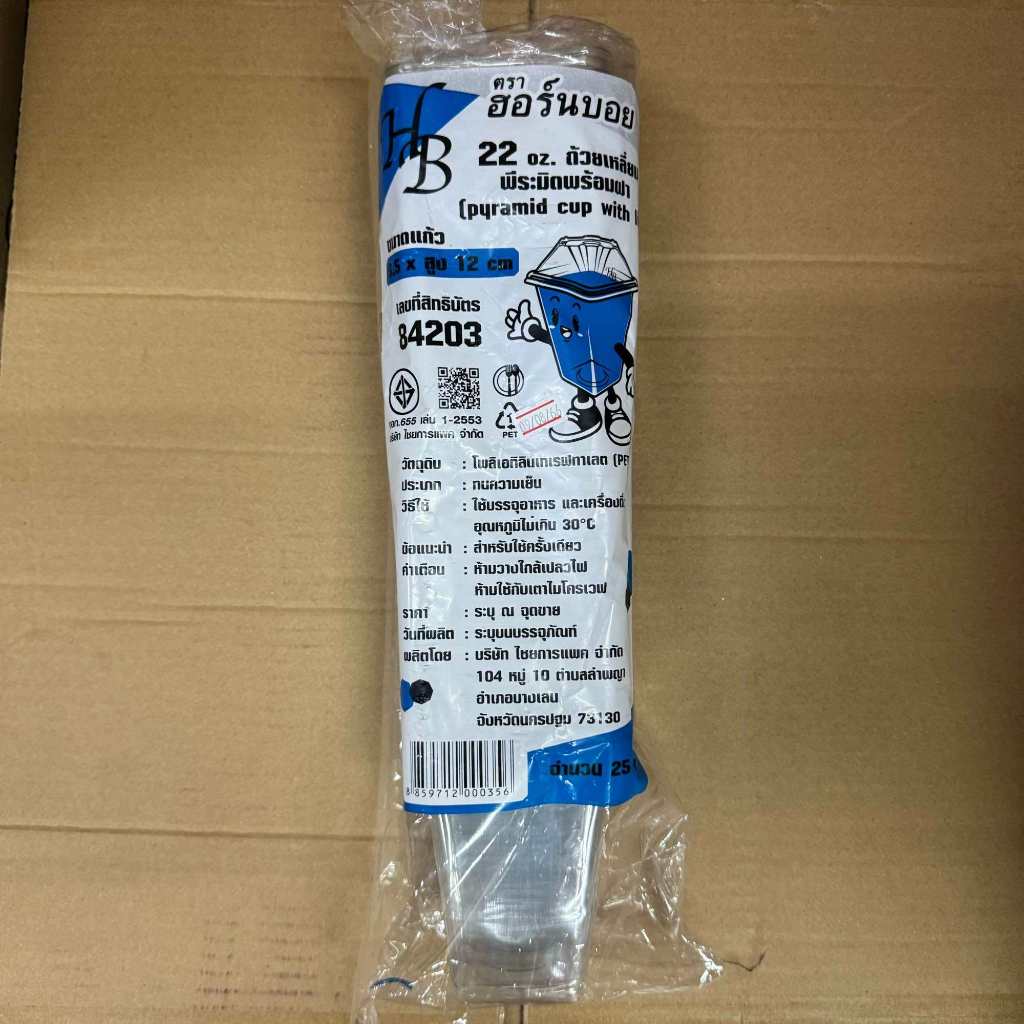 ตรา
ฮอร์นบอย
HB
22 oz. ถ้วยเหลี่ยม
พีระมิดพร้อมฝา
(pyramid cup with
ขนาดแก้ว
x สูง 12 cm
เลขที่สิทธิบัตร
84203
มอก.655 เล่ม 1-2553
บริษัท ไชยการแพค จำกัด
1
PET
09/08/66
วัตถุดิบ : โพลิเอทิลีนเทเรฟทาเลต (PET
ประเภท : ทนความเย็น
วิธีใช้ : ใช้บรรจุอาหาร และเครื่องดื่ม
อุณหภูมิไม่เกิน 30°C
ข้อแนะนำ : สำหรับใช้ครั้งเดียว
คำเตือน : ห้ามวางใกล้เปลวไฟ
ห้ามใช้กับเตาไมโครเวฟ
ราคา : ระบุ ณ จุดขาย
วันที่ผลิต : ระบุบนบรรจุภัณฑ์
ผลิตโดย : บริษัท ไชยการแพค จำกัด
104 หมู่ 10 ตำบลลำพญา
อำเภอบางเลน
จังหวัดนครปฐม 73130
จำนวน 25
8 859712 000356